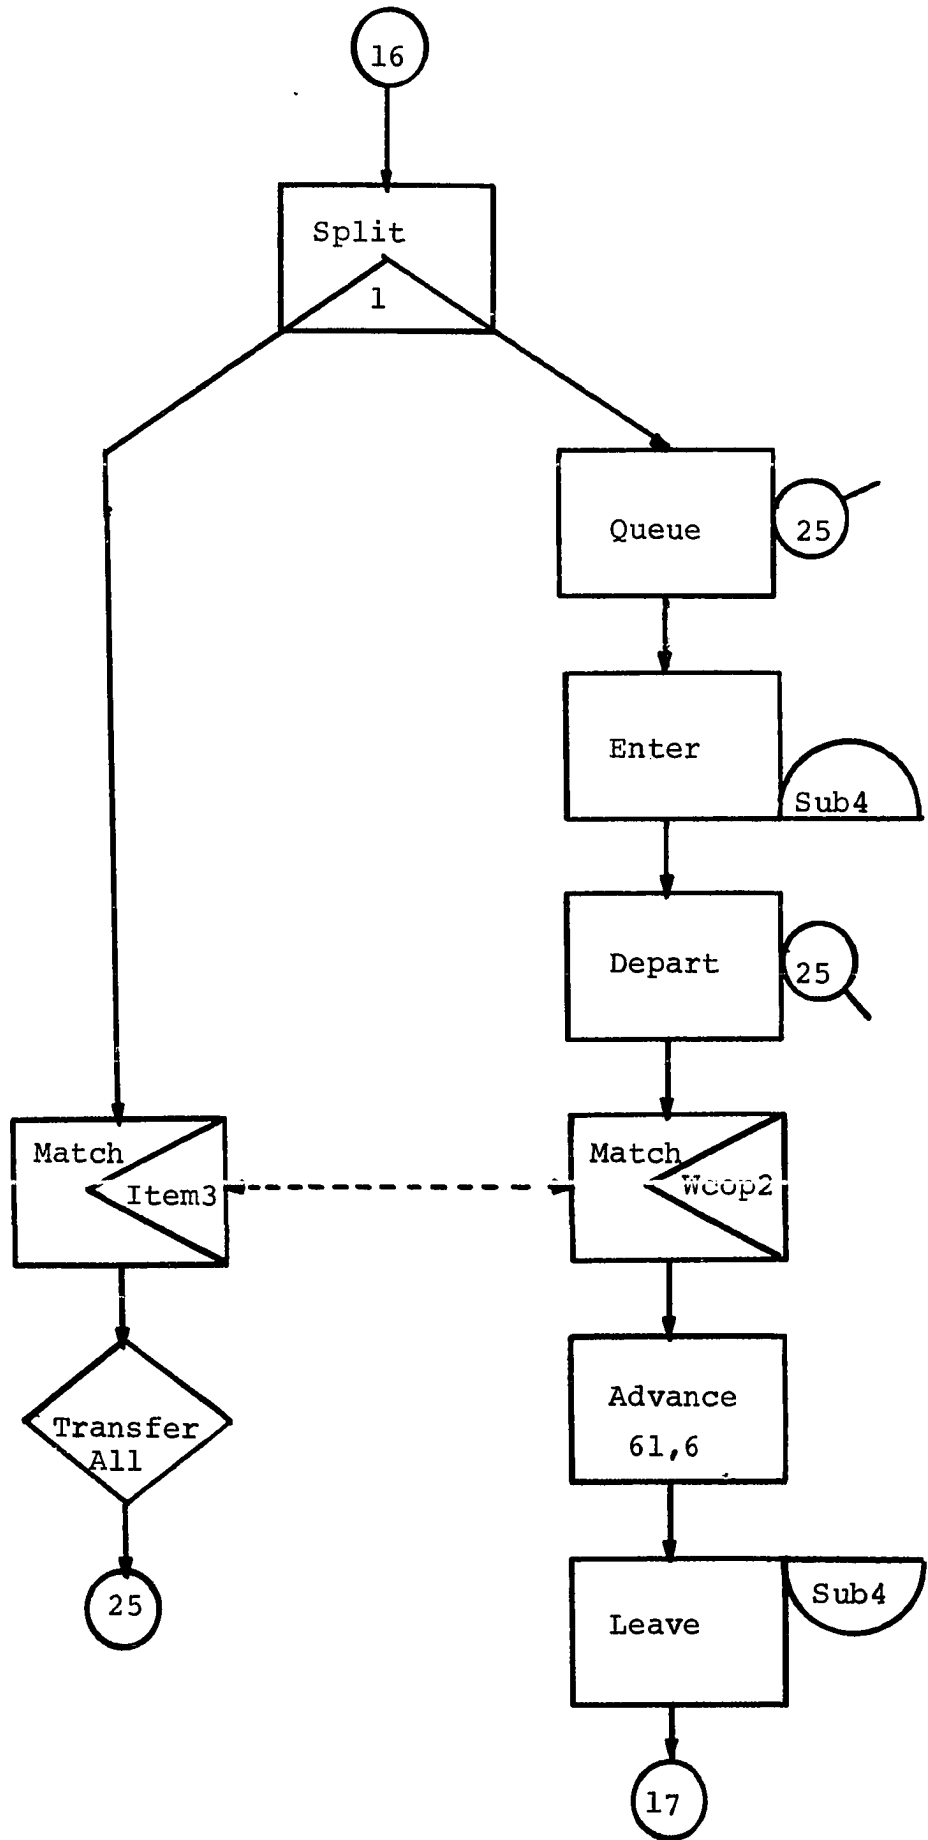 16
Split
1
Queue
25
Enter
Sub4
Depart
25
Match
Item3
Match
Wcop2
Advance
61,6
Transfer
All
Leave
Sub4
25
17